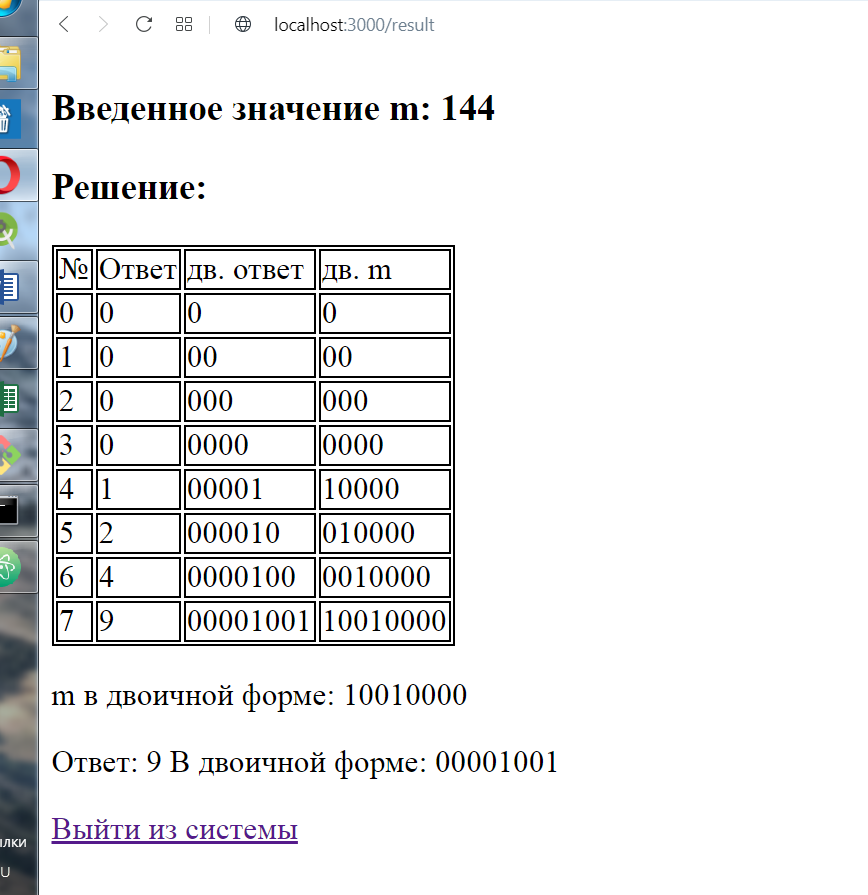 localhost:3000/result
Введенное значение m: 144
Решение:
№ Ответ дв. ответ дв. m
0 0 0 0
1 0 00 00
2 0 000 000
3 0 0000 0000
4 1 00001 10000
5 2 000010 010000
6 4 0000100 0010000
7 9 00001001 10010000
m в двоичной форме: 10010000
Ответ: 9 В двоичной форме: 00001001
Выйти из системы